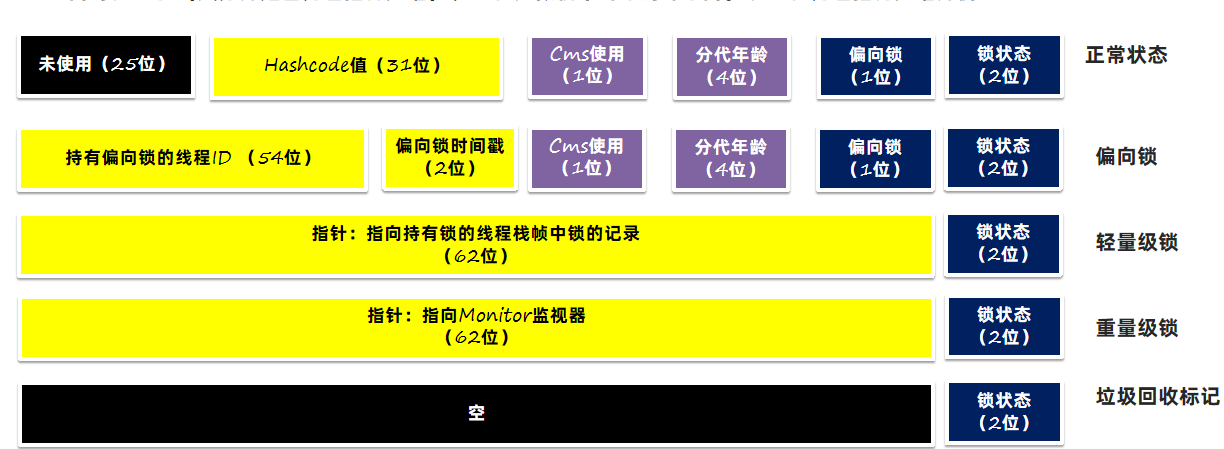 未使用（25位）
Hashcode值（31位）
Cms使用
（1位）
分代年龄
（4位）
偏向锁
（1位）
锁状态
（2位）
正常状态
持有偏向锁的线程ID （54位）
偏向锁时间戳
（2位）
Cms使用
（1位）
分代年龄
（4位）
偏向锁
（1位）
锁状态
（2位）
偏向锁
指针：指向持有锁的线程栈帧中锁的记录
（62位）
锁状态
（2位）
轻量级锁
指针：指向Monitor监视器
（62位）
锁状态
（2位）
重量级锁
空
锁状态
（2位）
垃圾回收标记